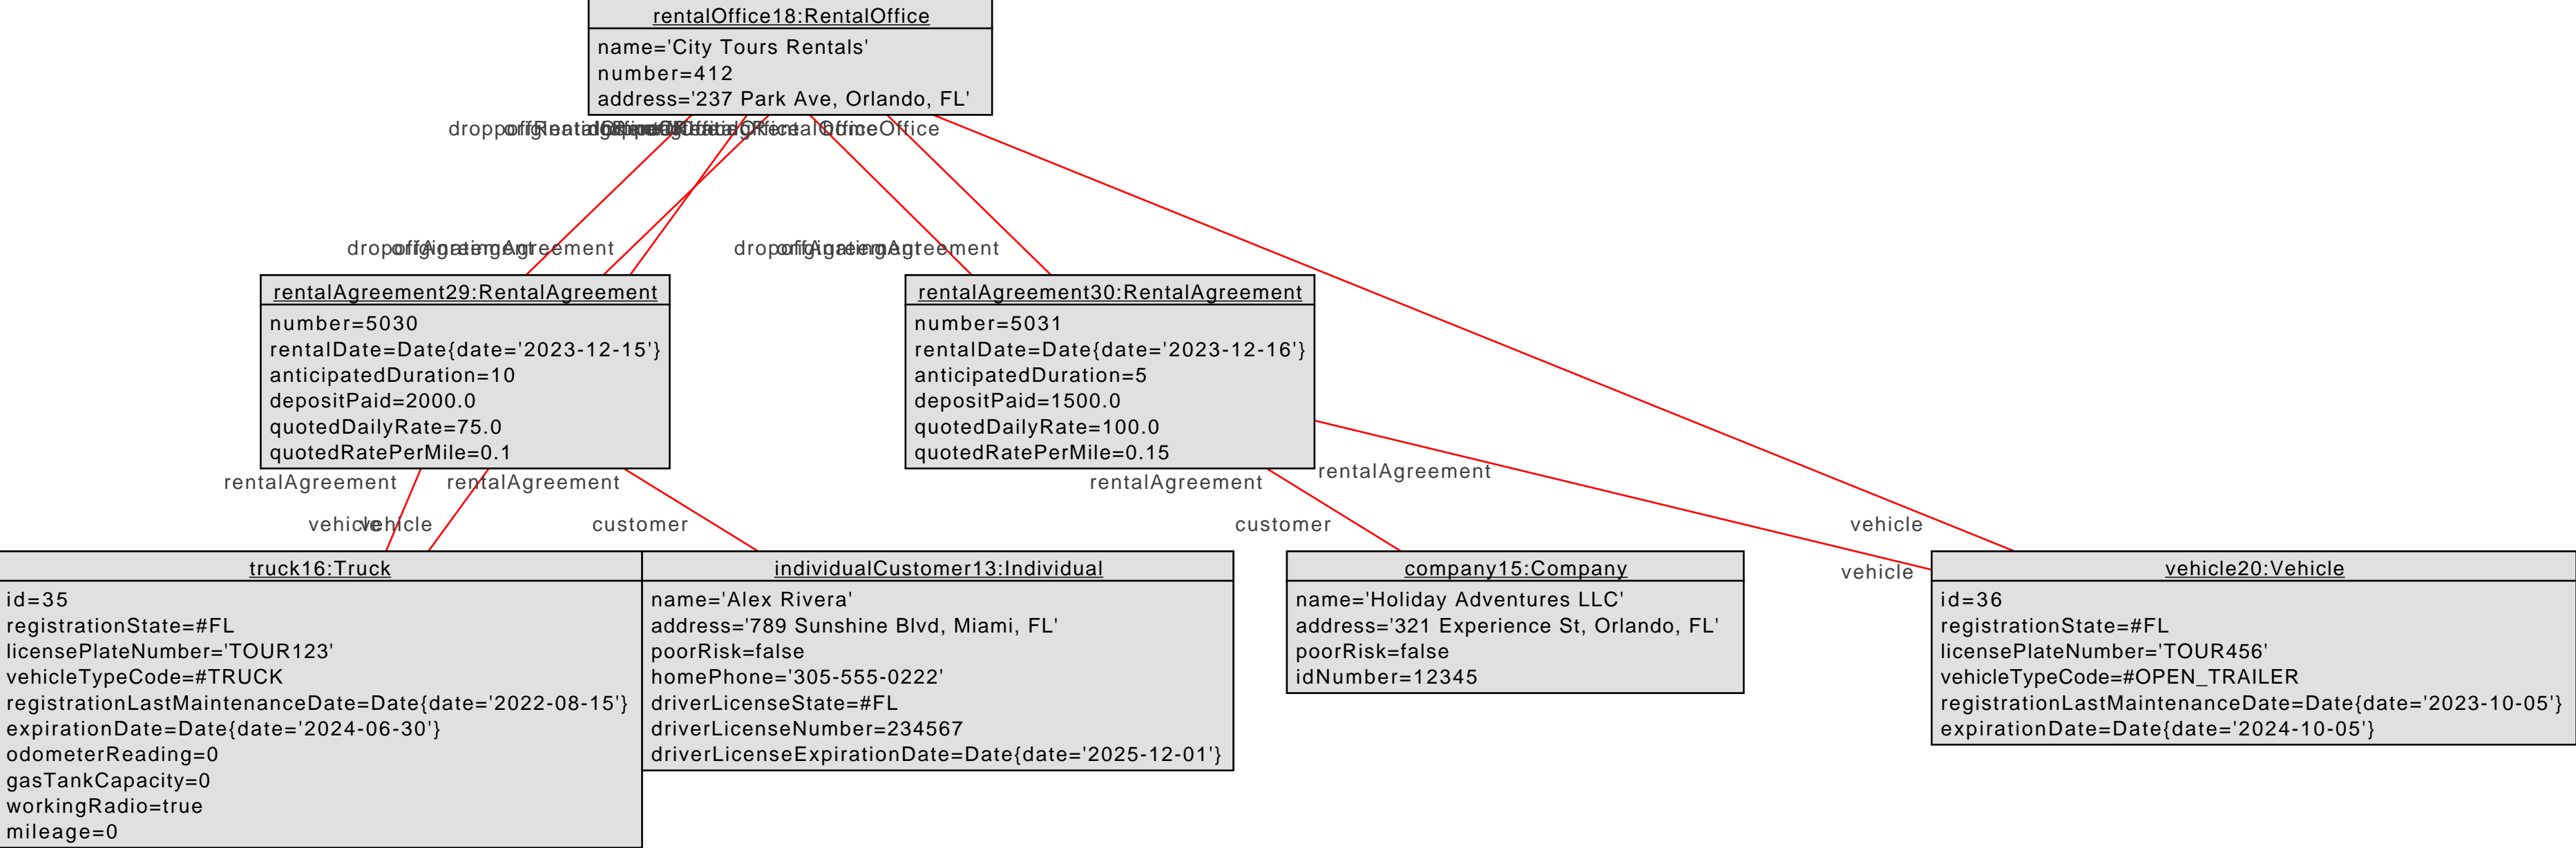 rentalOffice18:RentalOffice
name='City Tours Rentals'
number=412
address='237 Park Ave, Orlando, FL'
rentalAgreement29:RentalAgreement
number=5030
rentalDate=Date{date='2023-12-15'}
anticipatedDuration=10
depositPaid=2000.0
quotedDailyRate=75.0
quotedRatePerMile=0.1
rentalAgreement30:RentalAgreement
number=5031
rentalDate=Date{date='2023-12-16'}
anticipatedDuration=5
depositPaid=1500.0
quotedDailyRate=100.0
quotedRatePerMile=0.15
rentalAgreement
rentalAgreement
rentalAgreement
rentalAgreement
vehicle
vehicle
customer
customer
vehicle
vehicle
truck16:Truck
id=35
registrationState=#FL
licensePlateNumber='TOUR123'
vehicleTypeCode=#TRUCK
registrationLastMaintenanceDate=Date{date='2022-08-15'}
expirationDate=Date{date='2024-06-30'}
odometerReading=0
gasTankCapacity=0
workingRadio=true
mileage=0
individualCustomer13:Individual
name='Alex Rivera'
address='789 Sunshine Blvd, Miami, FL'
poorRisk=false
homePhone='305-555-0222'
driverLicenseState=#FL
driverLicenseNumber=234567
driverLicenseExpirationDate=Date{date='2025-12-01'}
company15:Company
name='Holiday Adventures LLC'
address='321 Experience St, Orlando, FL'
poorRisk=false
idNumber=12345
vehicle20:Vehicle
id=36
registrationState=#FL
licensePlateNumber='TOUR456'
vehicleTypeCode=#OPEN_TRAILER
registrationLastMaintenanceDate=Date{date='2023-10-05'}
expirationDate=Date{date='2024-10-05'}